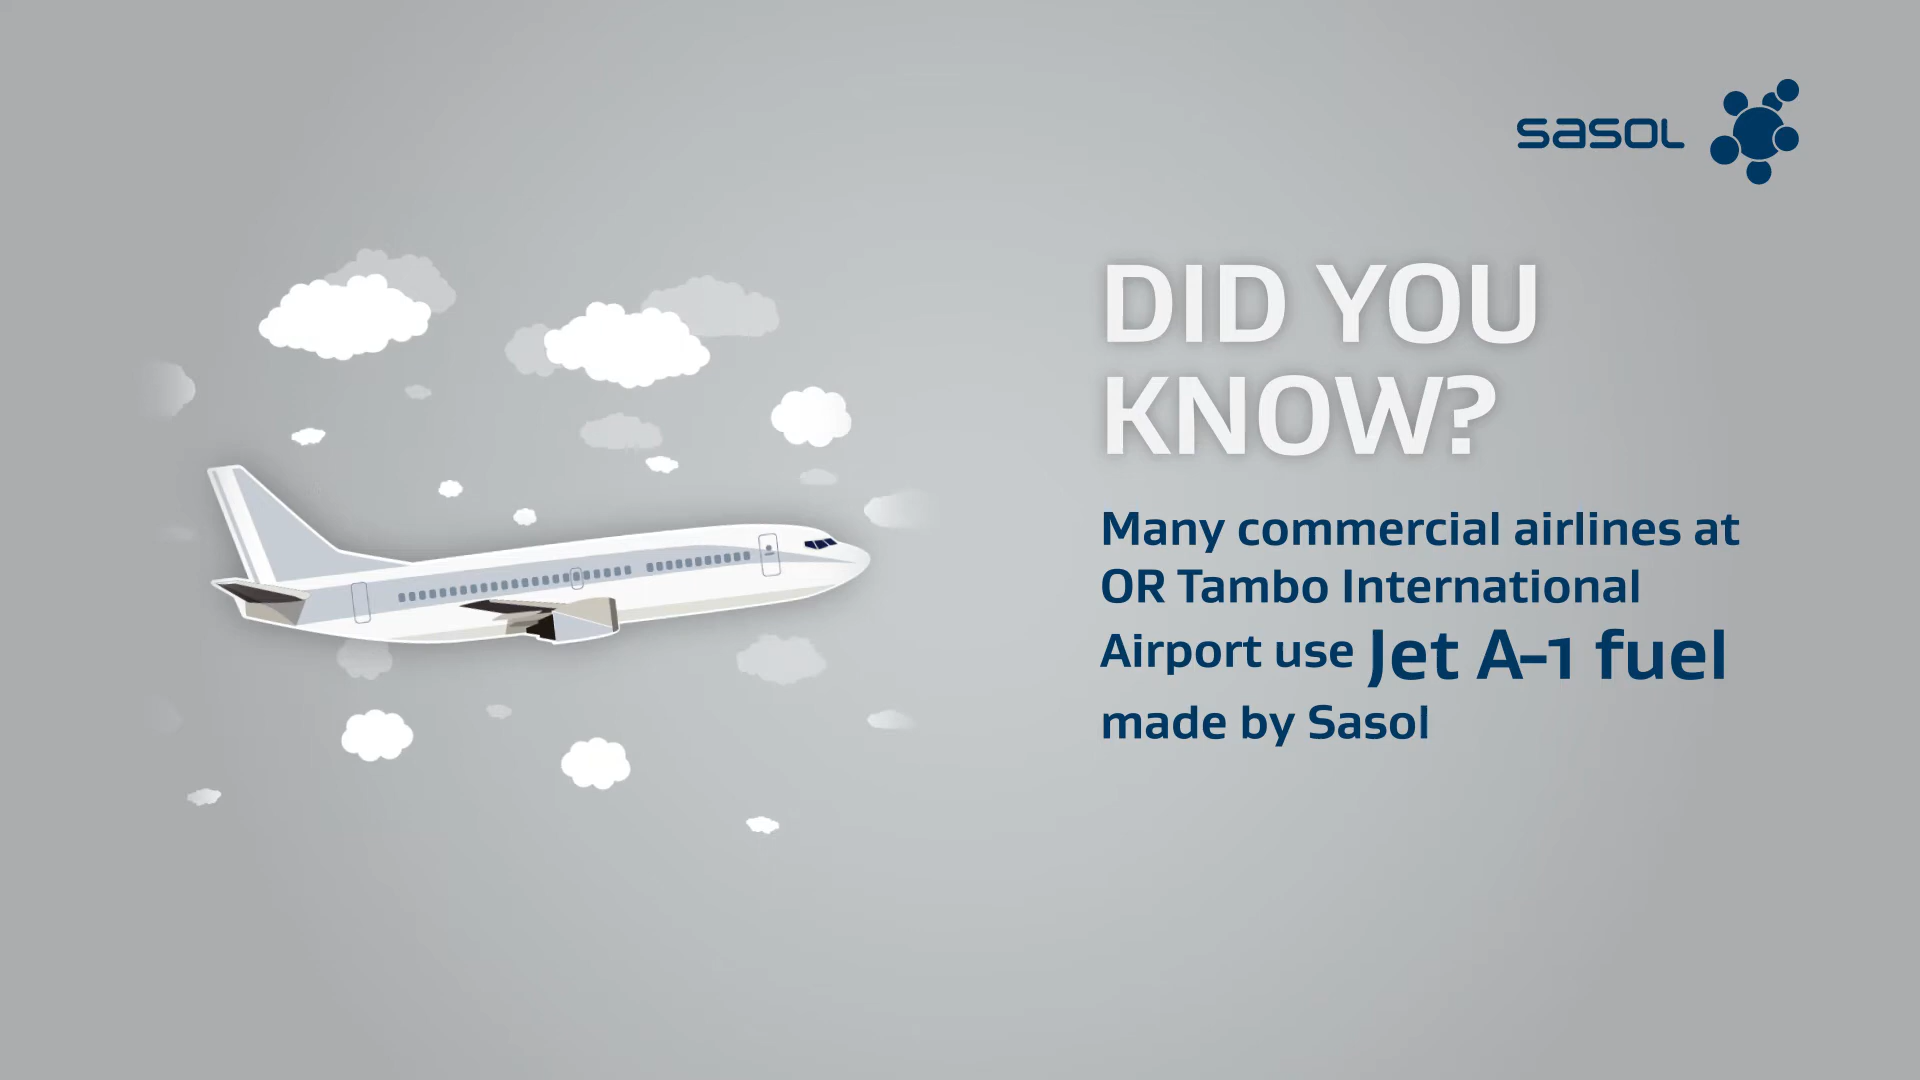 sasol
DID YOU
KNOW?
Many commercial airlines at
OR Tambo International
Airport use Jet A-1 fuel
made by Sasol